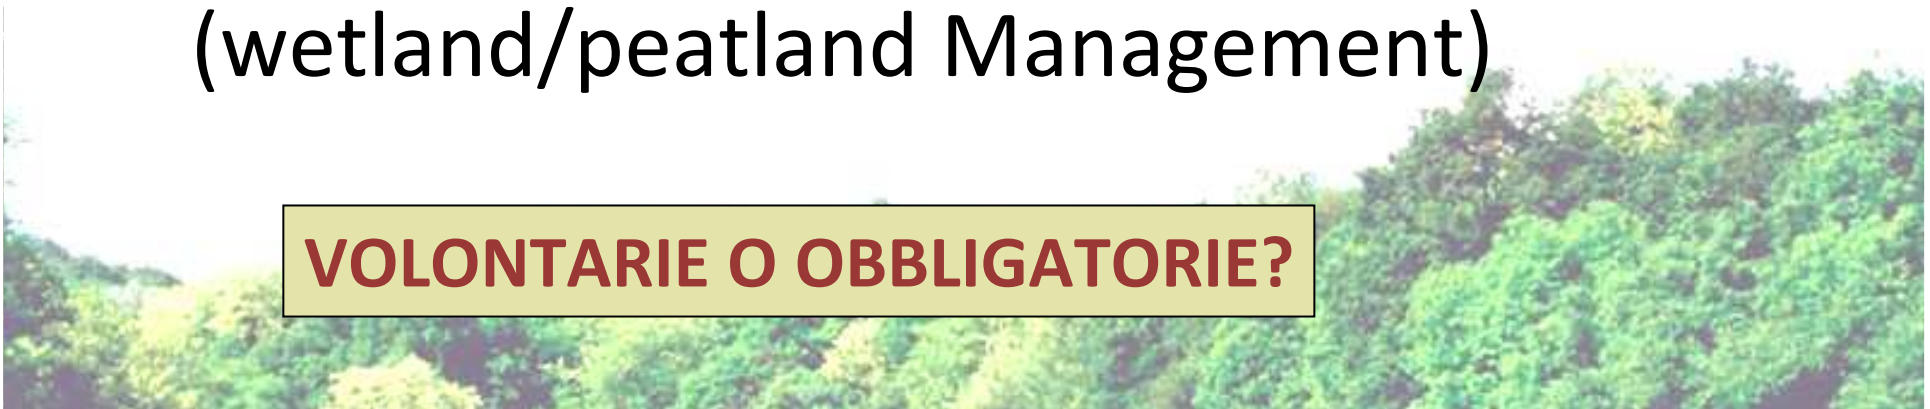 (wetland/peatland Management)
VOLONTARIE O OBBLIGATORIE?